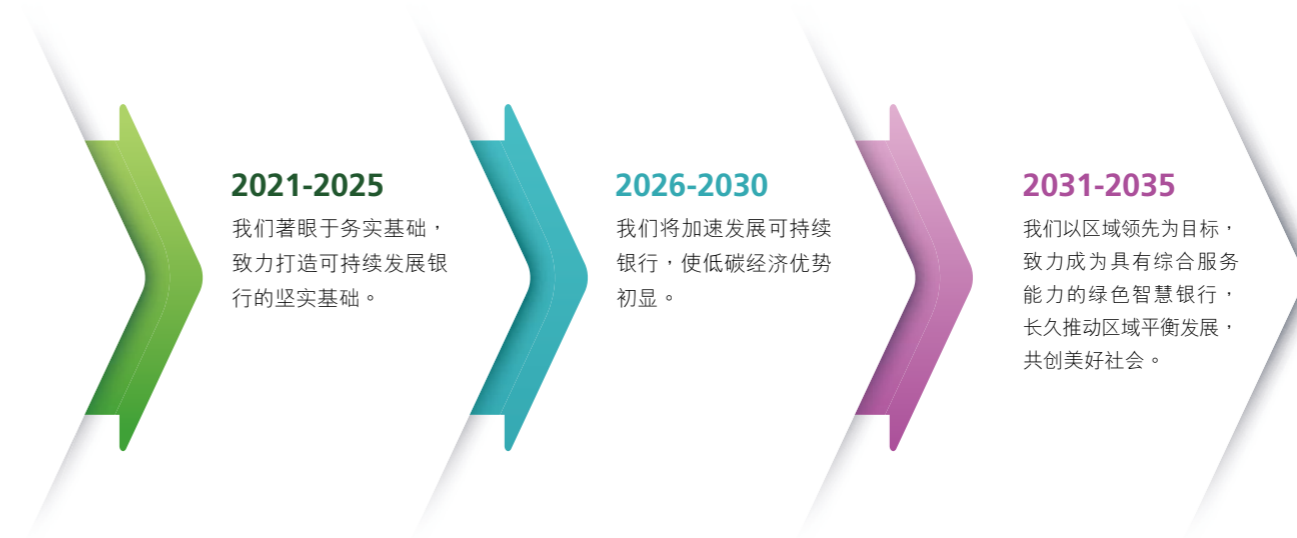 2021-2025
我们著眼于务实基础，
致力打造可持续发展银
行的坚实基础。
2026-2030
我们将加速发展可持续
银行，使低碳经济优势
初显。
2031-2035
我们以区域领先为目标，
致力成为具有综合服务
能力的绿色智慧银行，
长久推动区域平衡发展，
共创美好社会。